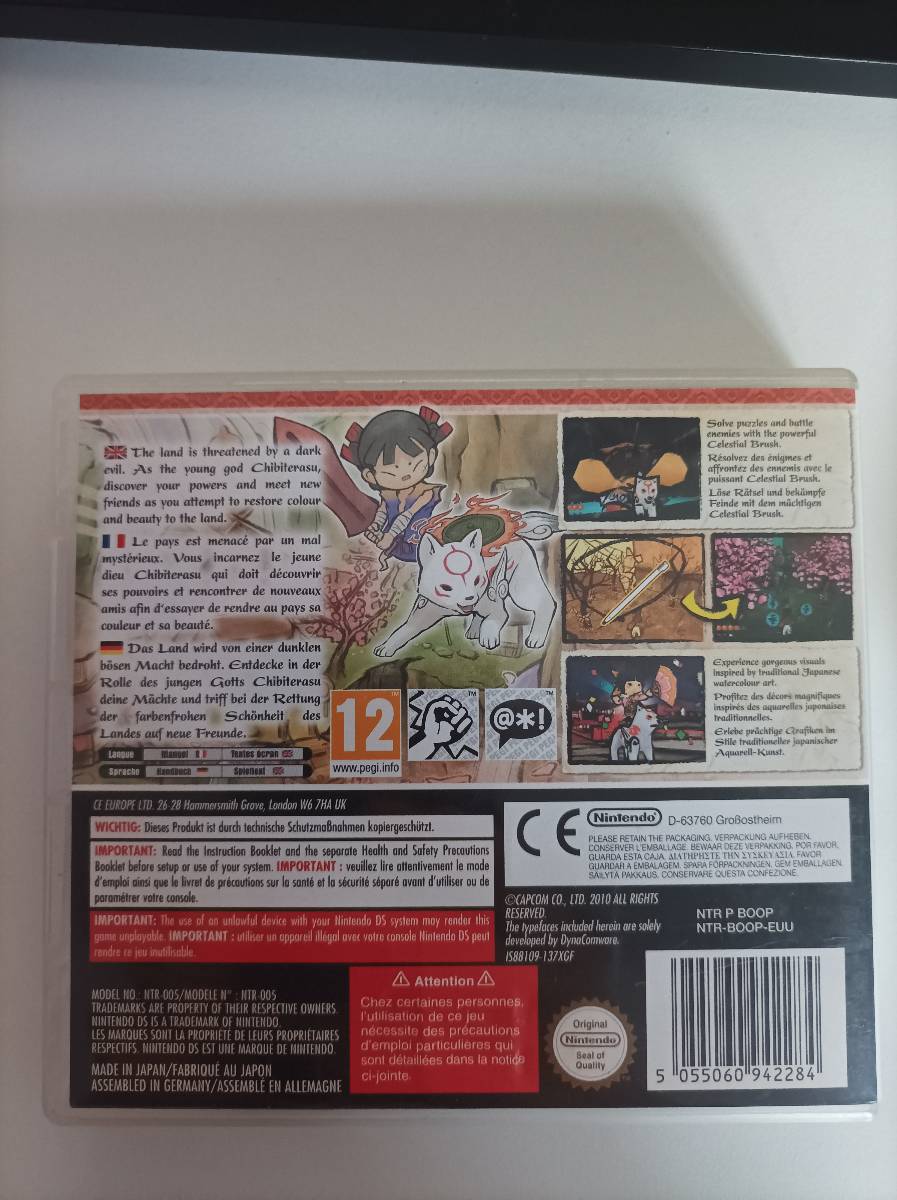 The land is threatened by a dark
evil. As the young god Chibiterasu,
discover your powers and meet new
friends as you attempt to restore colour
and beauty to the land.
Le pays est menacé par un mal
mystérieux. Vous incarnez le jeune
dieu Chibiterasu qui doit découvrir
ses pouvoirs et rencontrer de nouveaux
amis afin d'essayer de rendre au pays sa
couleur et sa beauté.
Das Land wird von einer dunklen
bösen Macht bedroht. Entdecke in der
Rolle des jungen Gotts Chibiterasu
deine Mächte und triff bei der Rettung
der farbenfrohen Schönheit des
Landes auf neue Freunde.
Langue Manuel Textes écran
Sprache Handbuch Spieltext
12
www.pegi.info
@*!
Solve puzzles and battle
enemies with the powerful
Celestial Brush.
Résolvez des énigmes et
affrontez des ennemis avec le
puissant Celestial Brush.
Löse Rätsel und bekämpfe
Feinde mit dem mächtigen
Celestial Brush.
Experience gorgeous visuals
inspired by traditional Japanese
watercolour art.
Profitez des décors magnifiques
inspirés des aquarelles japonaises
traditionnelles.
Erlebe prächtige Grafiken im
Stile traditioneller japanischer
Aquarell-Kunst.
CE EUROPE LTD. 26-28 Hammersmith Grove, London W6 7HA UK
WICHTIG: Dieses Produkt ist durch technische Schutzmaßnahmen kopiergeschützt.
IMPORTANT: Read the Instruction Booklet and the separate Health and Safety Precautions
Booklet before setup or use of your system. IMPORTANT : veuillez lire attentivement le mode
d'emploi ainsi que le livret de précautions sur la santé et la sécurité séparé avant d'utiliser ou de
paramétrer votre console.
IMPORTANT: The use of an unlawful device with your Nintendo DS system may render this
game unplayable. IMPORTANT : utiliser un appareil illégal avec votre console Nintendo DS peut
rendre ce jeu inutilisable.
MODEL NO.: NTR-005/MODÈLE N° : NTR-005
TRADEMARKS ARE PROPERTY OF THEIR RESPECTIVE OWNERS.
NINTENDO DS IS A TRADEMARK OF NINTENDO.
LES MARQUES SONT LA PROPRIÉTÉ DE LEURS PROPRIÉTAIRES
RESPECTIFS. NINTENDO DS EST UNE MARQUE DE NINTENDO.
MADE IN JAPAN/FABRIQUÉ AU JAPON
ASSEMBLED IN GERMANY/ASSEMBLÉ EN ALLEMAGNE
Attention
Chez certaines personnes,
l'utilisation de ce jeu
nécessite des précautions
d'emploi particulières qui
sont détaillées dans la notice
ci-jointe.
CE Nintendo D-63760 Großostheim
PLEASE RETAIN THE PACKAGING. VERPACKUNG AUFHEBEN.
CONSERVER L'EMBALLAGE. BEWAAR DEZE VERPAKKING. POR FAVOR,
GUARDA ESTA CAJA. ΔΙΑΤΗΡΗΣΤΕ ΤΗΝ ΣΥΣΚΕΥΑΣΙΑ. FAVOR
GUARDAR A EMBALAGEM. SPARA FÖRPACKNINGEN. GEM EMBALLAGEN.
SÄILYTÄ PAKKAUS. CONSERVARE QUESTA CONFEZIONE.
©CAPCOM CO., LTD. 2010 ALL RIGHTS
RESERVED.
The typefaces included herein are solely
developed by DynaComware.
IS88109-137XGF
NTR P BOOP
NTR-BOOP-EUU
Original
Nintendo
Seal of
Quality
5 055060 942284